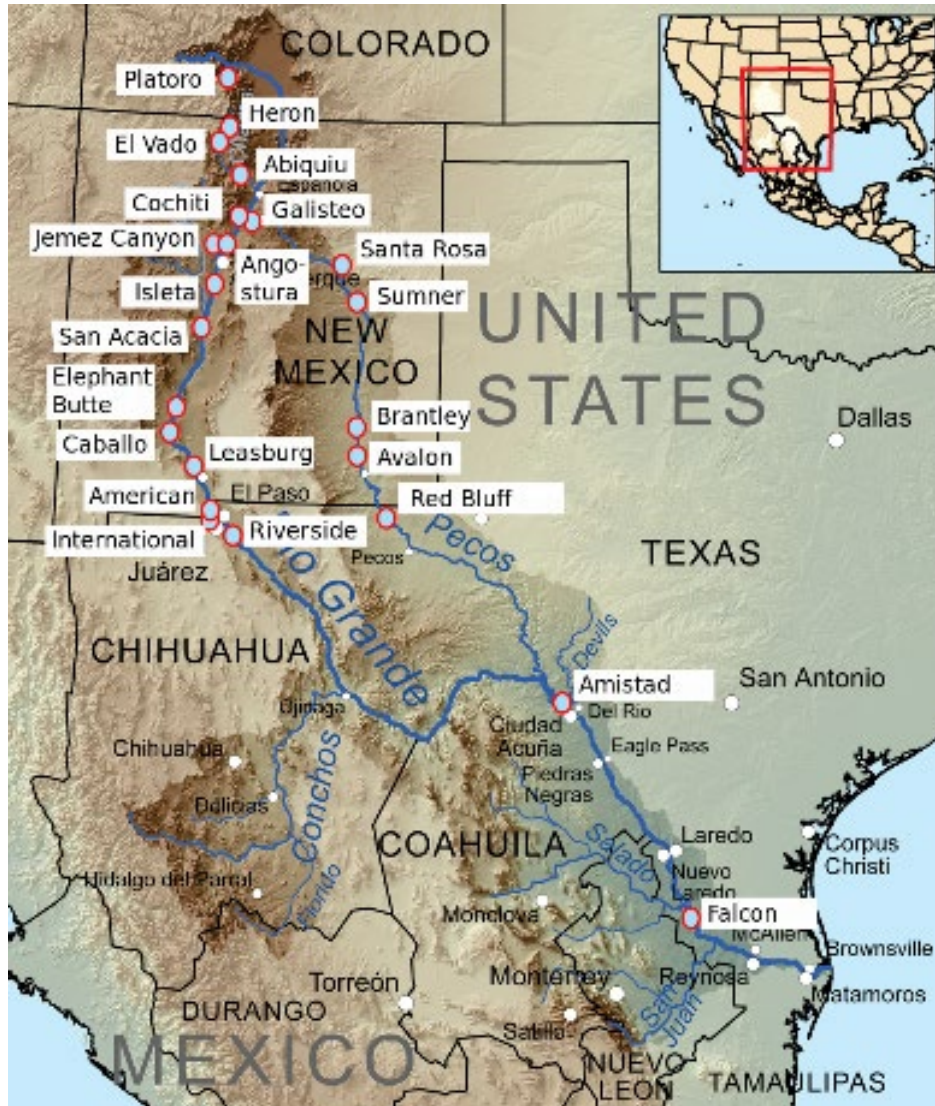 COLORADO
Platoro
Heron
El Vado
Abiquiu
Española
Cochiti
Galisteo
Jemez Canyon
Santa Rosa
Ango-
stura
Isleta
Sumner
San Acacia
NEW
MEXICO
UNITED
STATES
Elephant
Butte
Brantley
Dallas
Caballo
Leasburg
Avalon
American
El Paso
Red Bluff
International
Riverside
Pecos
Pecos
TEXAS
Juárez
Grande
Devils
CHIHUAHUA
Amistad
San Antonio
Ojinaga
Del Rio
Ciudad
Acuña
Chihuahua
Eagle Pass
Piedras
Negras
Conchos
Delicias
COAHUILA
Salado
Laredo
Corpus
Christi
Nuevo
Laredo
Hidalgo del Parral
Florido
Monclova
Falcon
McAllen
Brownsville
Torreón
Monterrey
Reynosa
Matamoros
San
Juan
DURANGO
Saltillo
MEXICO
NUEVO
LEÓN
TAMAULIPAS